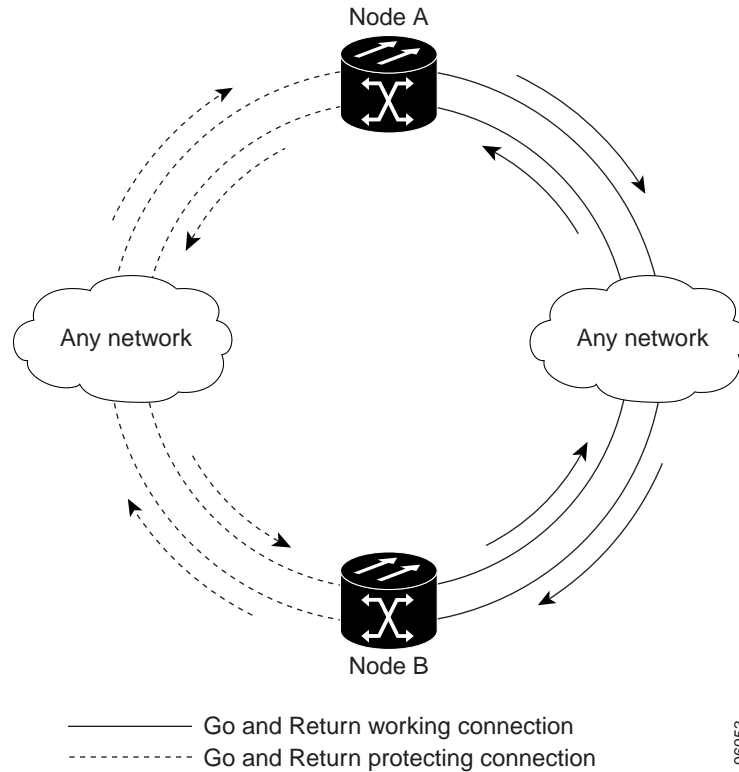 Node A
Any network
Any network
Node B
Go and Return working connection
Go and Return protecting connection